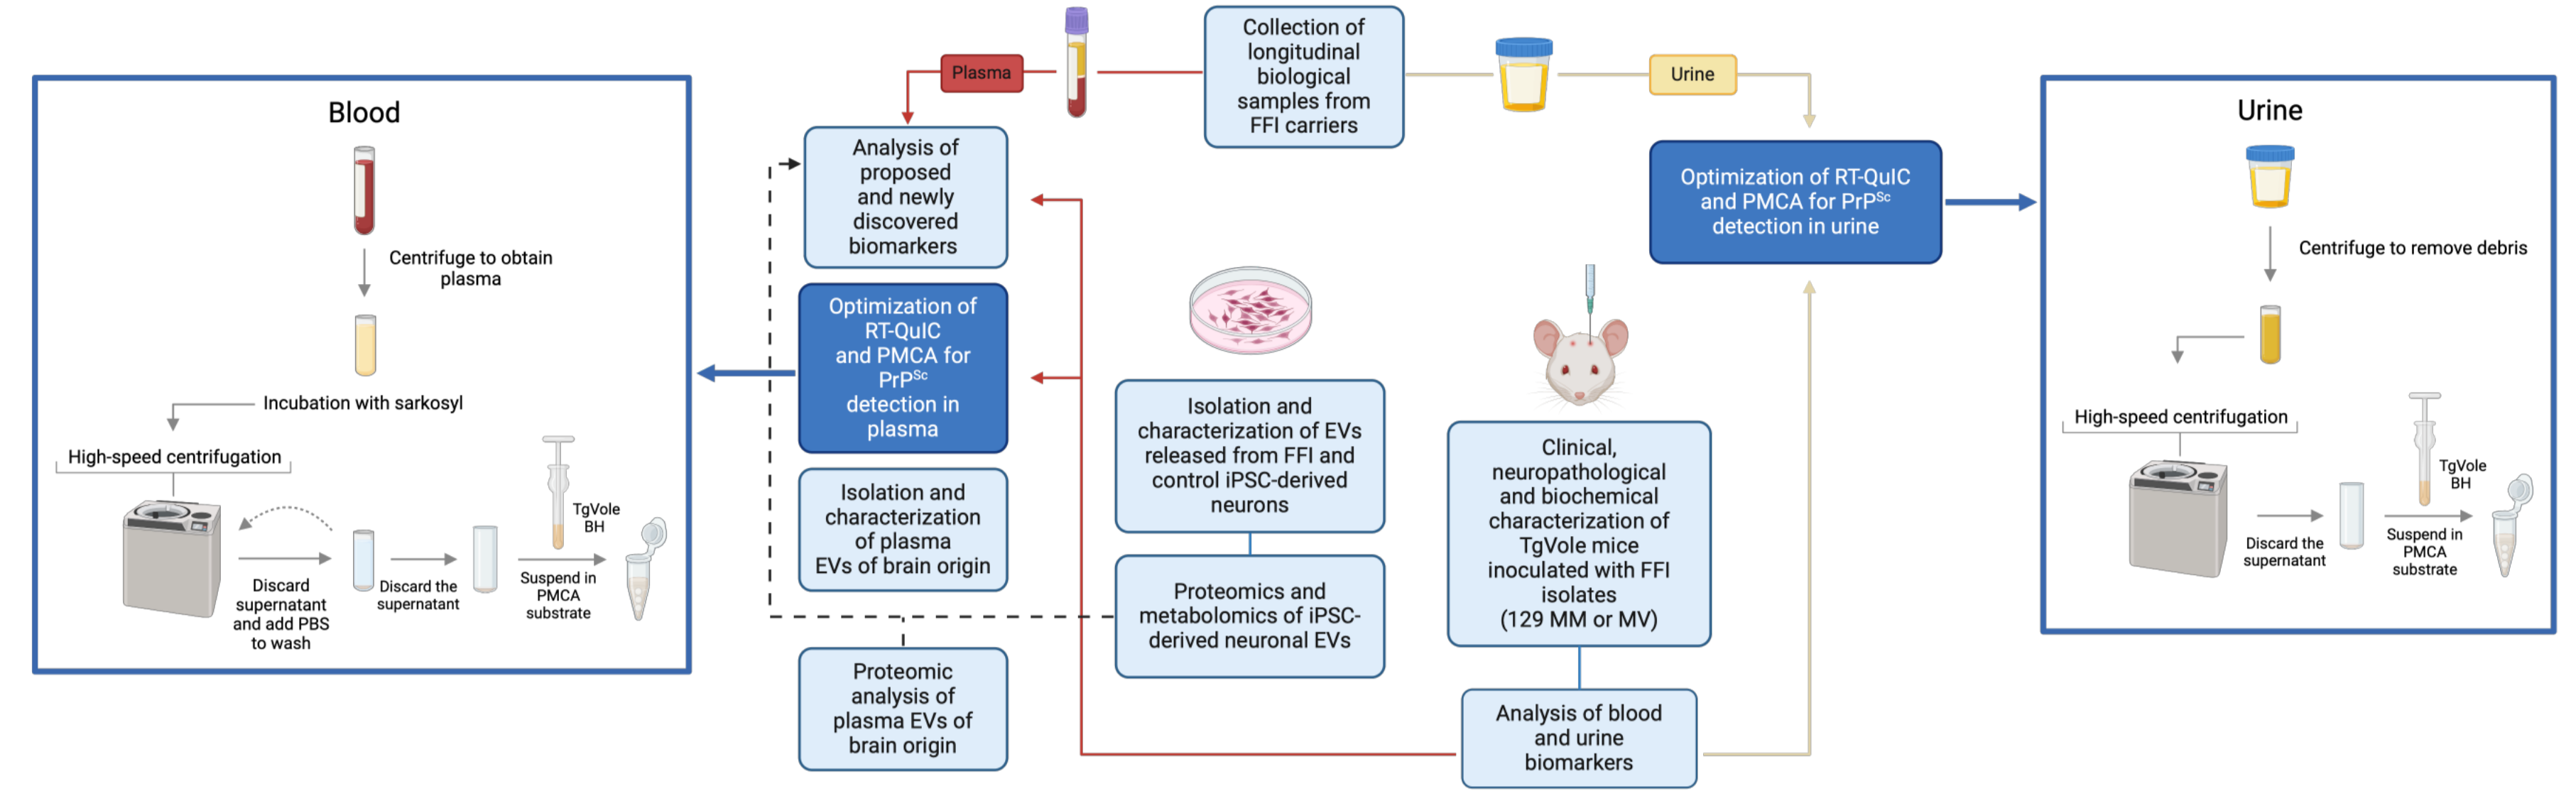 Blood
Centrifuge to obtain
plasma
Incubation with sarkosyl
High-speed centrifugation
Discard
supernatant
and add PBS
to wash
Discard the
supernatant
TgVole
BH
Suspend in
PMCA
substrate
Plasma
Collection of
longitudinal
biological
samples from
FFI carriers
Urine
Analysis of
proposed
and newly
discovered
biomarkers
Optimization of
RT-QuIC
and PMCA for
PrPSc
detection in
plasma
Isolation and
characterization
of plasma
EVs of brain origin
Proteomic
analysis of
plasma EVs of
brain origin
Isolation and
characterization of EVs
released from FFI and
control iPSC-derived
neurons
Proteomics and
metabolomics of iPSC-
derived neuronal EVs
Clinical,
neuropathological
and biochemical
characterization of
TgVole mice
inoculated with FFI
isolates
(129 MM or MV)
Analysis of blood
and urine
biomarkers
Optimization of RT-QuIC
and PMCA for PrPSc
detection in urine
Urine
Centrifuge to remove debris
High-speed centrifugation
Discard the
supernatant
TgVole
BH
Suspend in
PMCA
substrate